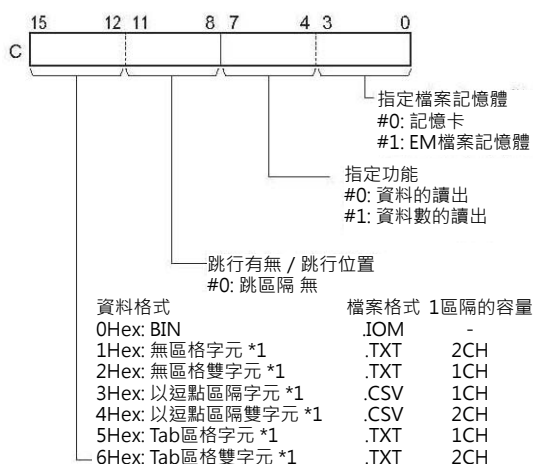 15 12 11 8 7 4 3 0
C
指定檔案記憶體
#0: 記憶卡
#1: EM檔案記憶體
指定功能
#0: 資料的讀出
#1: 資料數的讀出
跳行有無 / 跳行位置
#0: 跳區隔 無
資料格式 檔案格式 1區隔的容量
0Hex: BIN .IOM -
1Hex: 無區格字元 *1 .TXT 2CH
2Hex: 無區格雙字元 *1 .TXT 1CH
3Hex: 以逗點區隔字元 *1 .CSV 1CH
4Hex: 以逗點區隔雙字元 *1 .CSV 2CH
5Hex: Tab區格字元 *1 .TXT 1CH
6Hex: Tab區格雙字元 *1 .TXT 2CH